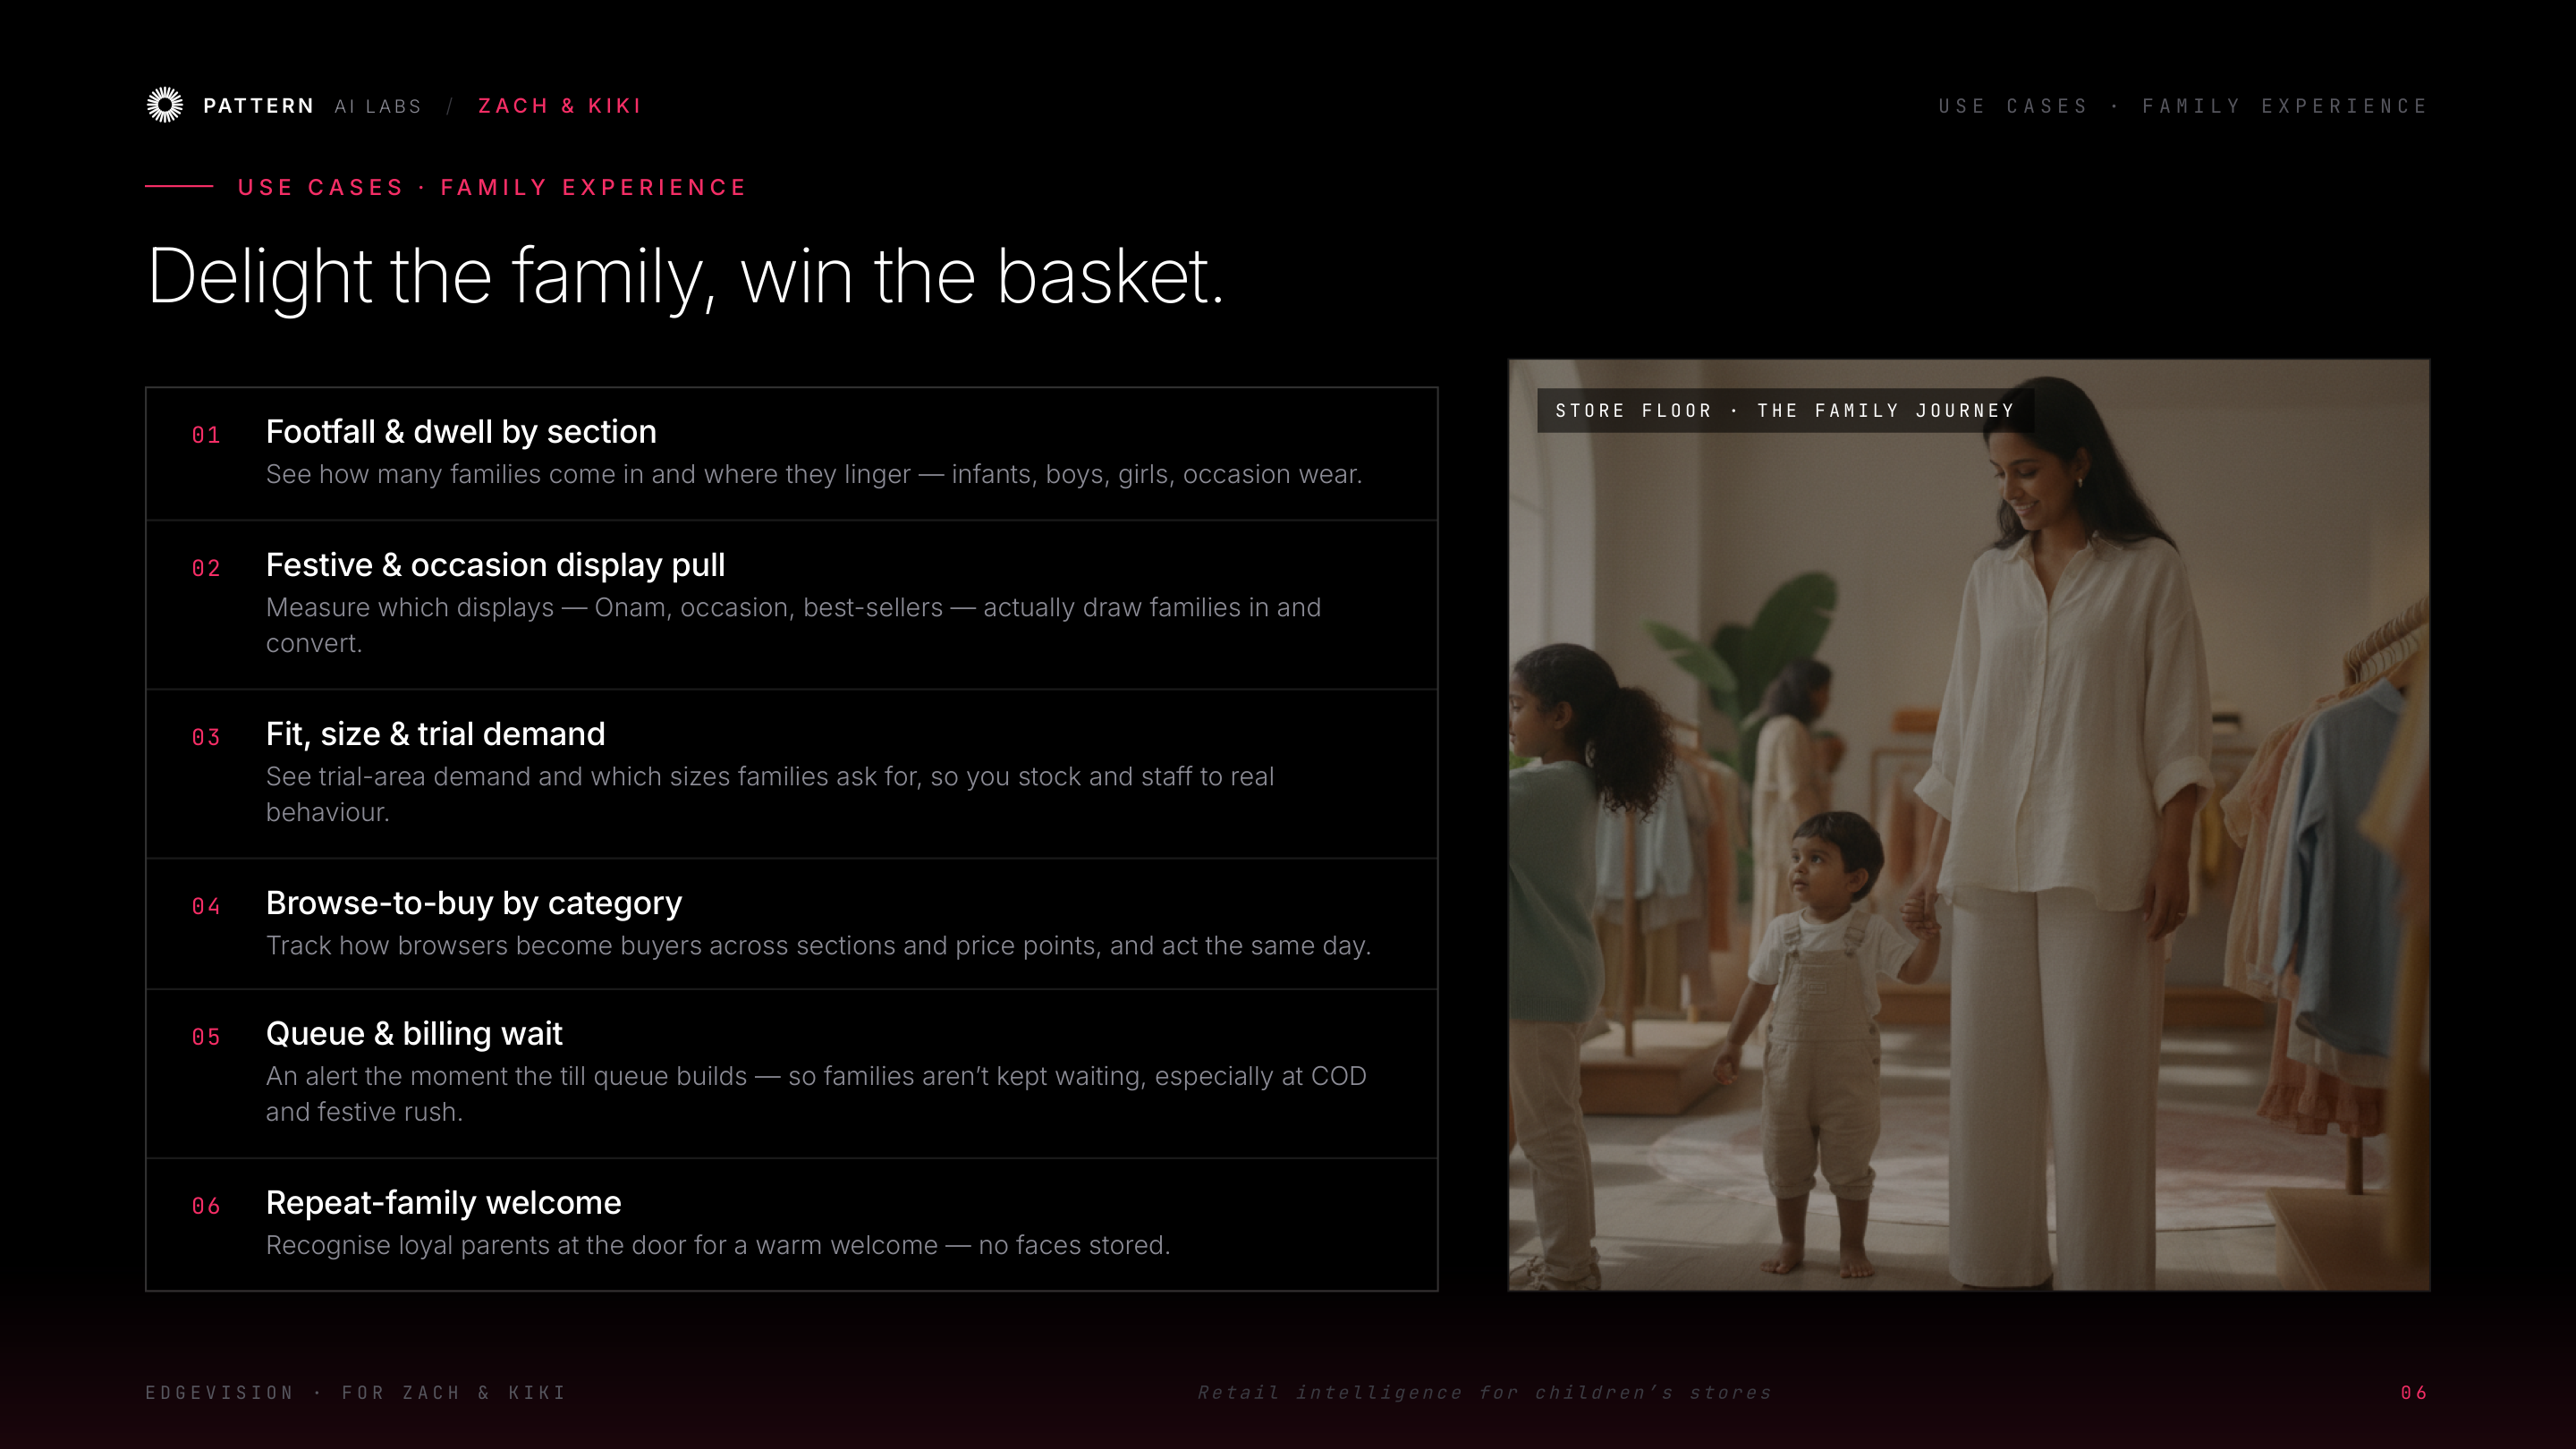 PATTERN AI LABS / ZACH & KIKI
USE CASES · FAMILY EXPERIENCE
USE CASES · FAMILY EXPERIENCE
Delight the family, win the basket.
01 Footfall & dwell by section
See how many families come in and where they linger — infants, boys, girls, occasion wear.
02 Festive & occasion display pull
Measure which displays — Onam, occasion, best-sellers — actually draw families in and
convert.
03 Fit, size & trial demand
See trial-area demand and which sizes families ask for, so you stock and staff to real
behaviour.
04 Browse-to-buy by category
Track how browsers become buyers across sections and price points, and act the same day.
05 Queue & billing wait
An alert the moment the till queue builds — so families aren’t kept waiting, especially at COD
and festive rush.
06 Repeat-family welcome
Recognise loyal parents at the door for a warm welcome — no faces stored.
STORE FLOOR · THE FAMILY JOURNEY
EDGEVISION · FOR ZACH & KIKI
Retail intelligence for children’s stores
06